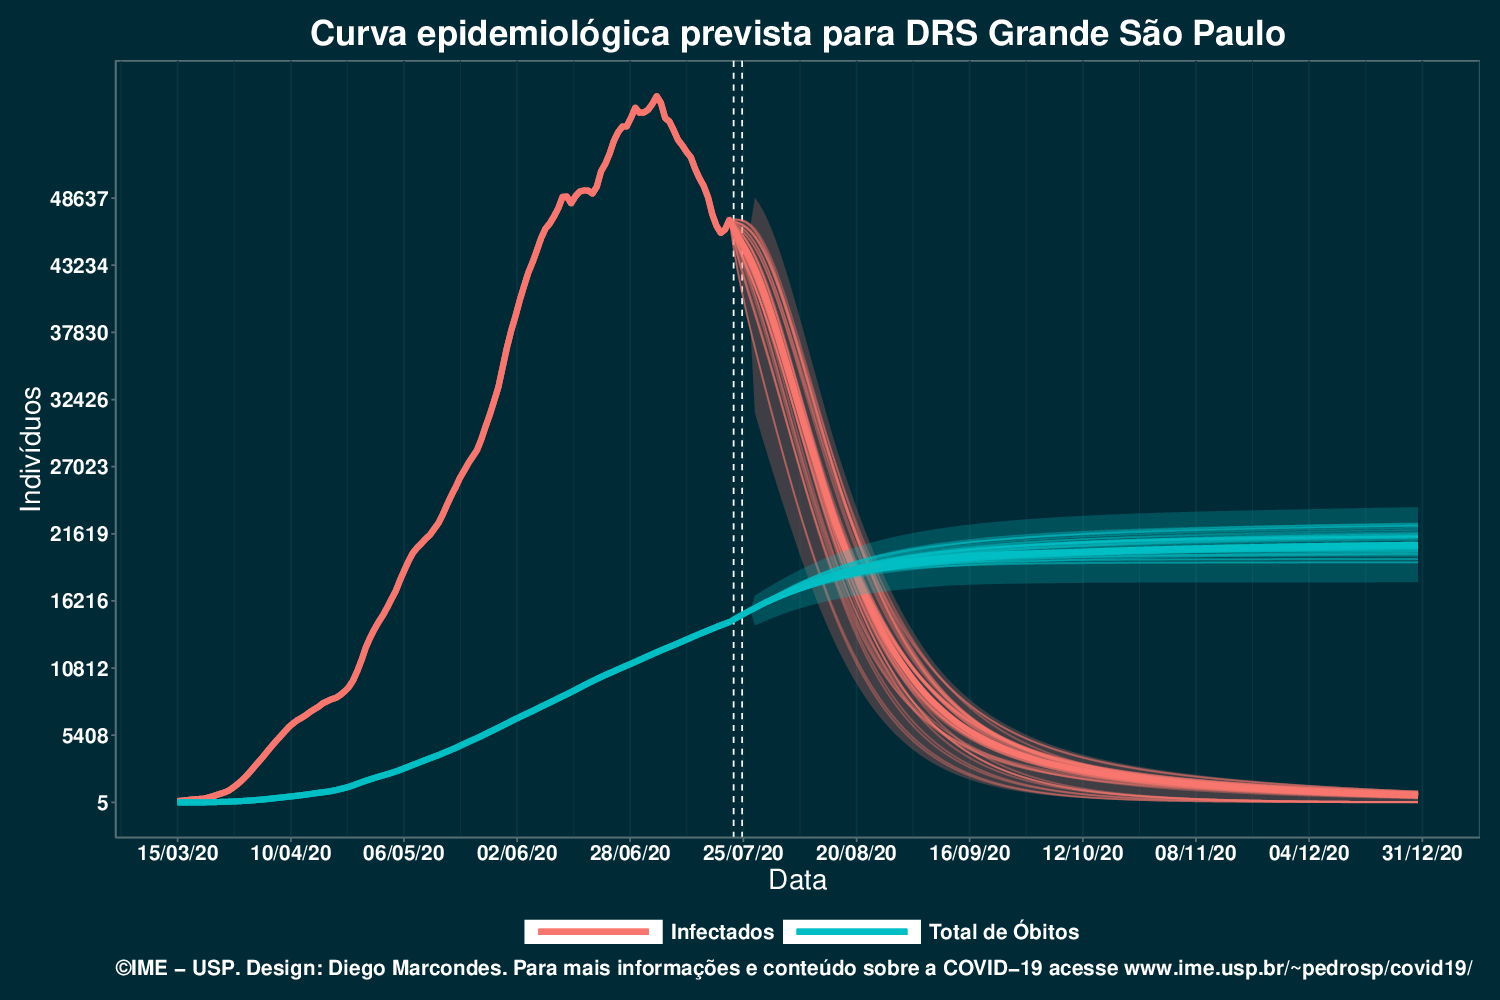 Curva epidemiológica prevista para DRS Grande São Paulo
48637
43234
37830
32426
27023
21619
16216
10812
5408
5
Indivíduos
15/03/20 10/04/20 06/05/20 02/06/20 28/06/20 25/07/20 20/08/20 16/09/20 12/10/20 08/11/20 04/12/20 31/12/20
Data
Infectados Total de Óbitos
©IME − USP. Design: Diego Marcondes. Para mais informações e conteúdo sobre a COVID−19 acesse www.ime.usp.br/~pedrosp/covid19/